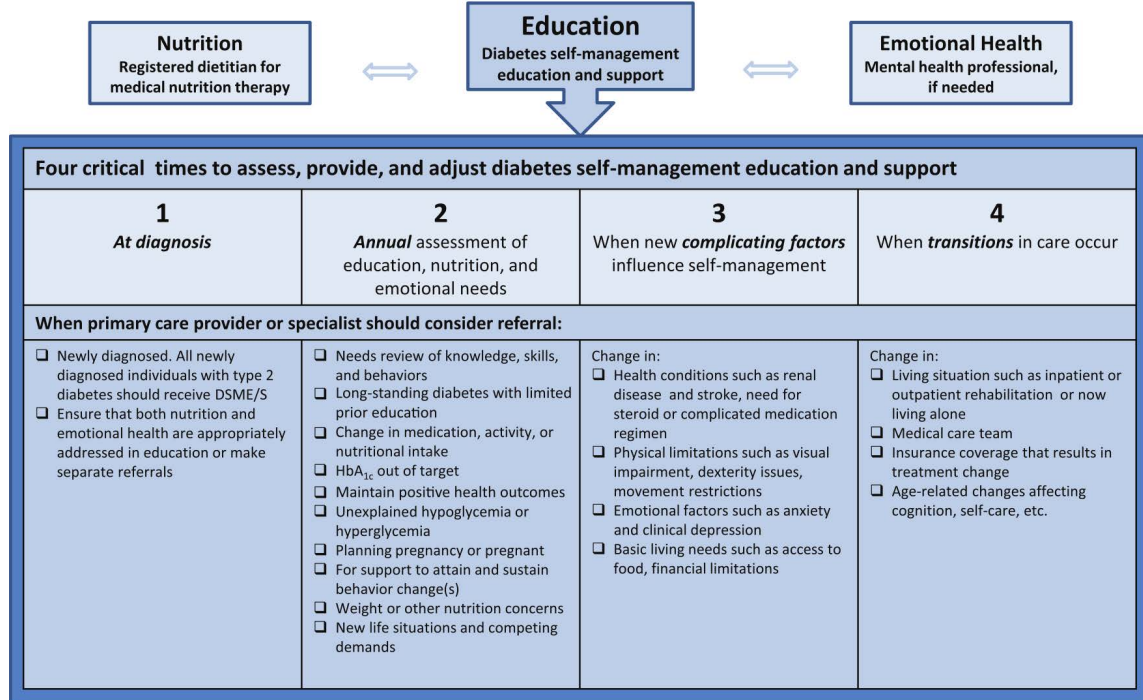 Nutrition
Registered dietitian for
medical nutrition therapy
Education
Diabetes self-management
education and support
Emotional Health
Mental health professional,
if needed
Four critical  times to assess, provide, and adjust diabetes self-management education and support
1
At diagnosis
2
Annual assessment of
education, nutrition, and
emotional needs
3
When new complicating factors
influence self-management
4
When transitions in care occur
When primary care provider or specialist should consider referral:
❑ Newly diagnosed. All newly
diagnosed individuals with type 2
diabetes should receive DSME/S
❑ Ensure that both nutrition and
emotional health are appropriately
addressed in education or make
separate referrals
❑ Needs review of knowledge, skills,
and behaviors
❑ Long-standing diabetes with limited
prior education
❑ Change in medication, activity, or
nutritional intake
❑ HbA1c out of target
❑ Maintain positive health outcomes
❑ Unexplained hypoglycemia or
hyperglycemia
❑ Planning pregnancy or pregnant
❑ For support to attain and sustain
behavior change(s)
❑ Weight or other nutrition concerns
❑ New life situations and competing
demands
Change in:
❑ Health conditions such as renal
disease  and stroke, need for
steroid or complicated medication
regimen
❑ Physical limitations such as visual
impairment, dexterity issues,
movement restrictions
❑ Emotional factors such as anxiety
and clinical depression
❑ Basic living needs such as access to
food, financial limitations
Change in:
❑ Living situation such as inpatient or
outpatient rehabilitation  or now
living alone
❑ Medical care team
❑ Insurance coverage that results in
treatment change
❑ Age-related changes affecting
cognition, self-care, etc.